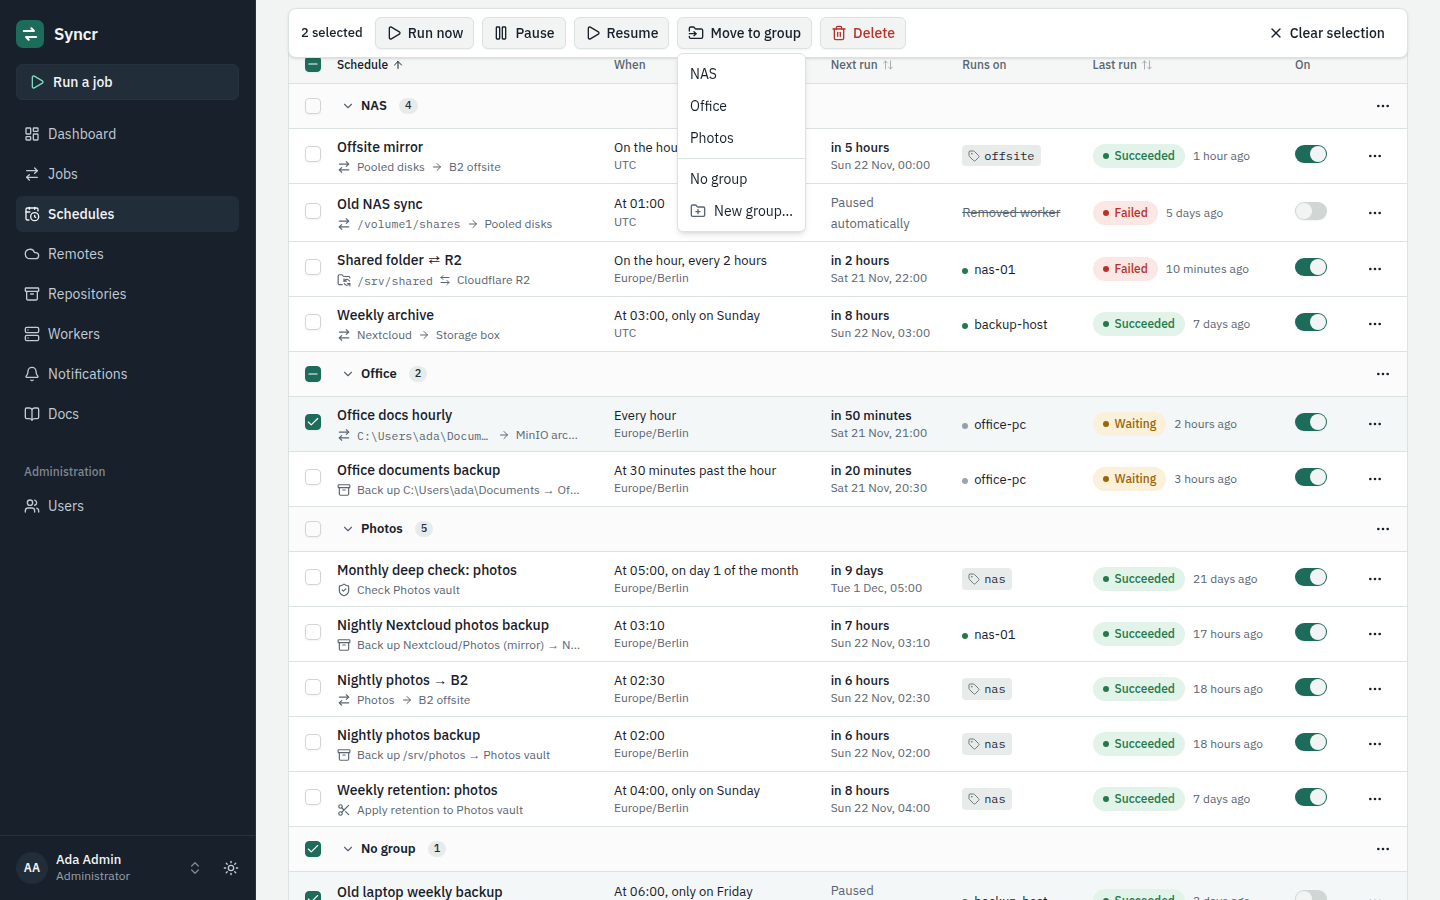 Syncr
Run a job
Dashboard
Jobs
Schedules
Remotes
Repositories
Workers
Notifications
Docs
Administration
Users
AA
Ada Admin
Administrator
2 selected
Run now
Pause
Resume
Move to group
Delete
Clear selection
NAS
Office
Photos
No group
New group...
Schedule When Next run Runs on Last run On
NAS 4
Offsite mirror On the hou in 5 hours offsite Succeeded 1 hour ago
Pooled disks → B2 offsite UTC Sun 22 Nov, 00:00
Old NAS sync At 01:00 Paused automatically Removed worker Failed 5 days ago
/volume1/shares → Pooled disks UTC
Shared folder ⇄ R2 On the hour, every 2 hours in 2 hours nas-01 Failed 10 minutes ago
/srv/shared ⇆ Cloudflare R2 Europe/Berlin Sat 21 Nov, 22:00
Weekly archive At 03:00, only on Sunday in 8 hours backup-host Succeeded 7 days ago
Nextcloud → Storage box UTC Sun 22 Nov, 03:00
Office 2
Office docs hourly Every hour in 50 minutes office-pc Waiting 2 hours ago
C:\Users\ada\Docum… → MinIO arc… Europe/Berlin Sat 21 Nov, 21:00
Office documents backup At 30 minutes past the hour in 20 minutes office-pc Waiting 3 hours ago
Back up C:\Users\ada\Documents → Of… Europe/Berlin Sat 21 Nov, 20:30
Photos 5
Monthly deep check: photos At 05:00, on day 1 of the month in 9 days nas Succeeded 21 days ago
Check Photos vault Europe/Berlin Tue 1 Dec, 05:00
Nightly Nextcloud photos backup At 03:10 in 7 hours nas-01 Succeeded 17 hours ago
Back up Nextcloud/Photos (mirror) → N… Europe/Berlin Sun 22 Nov, 03:10
Nightly photos → B2 At 02:30 in 6 hours nas Succeeded 18 hours ago
Photos → B2 offsite Europe/Berlin Sun 22 Nov, 02:30
Nightly photos backup At 02:00 in 6 hours nas Succeeded 18 hours ago
Back up /srv/photos → Photos vault Europe/Berlin Sun 22 Nov, 02:00
Weekly retention: photos At 04:00, only on Sunday in 8 hours nas Succeeded 7 days ago
Apply retention to Photos vault Europe/Berlin Sun 22 Nov, 04:00
No group 1
Old laptop weekly backup At 06:00, only on Friday Paused